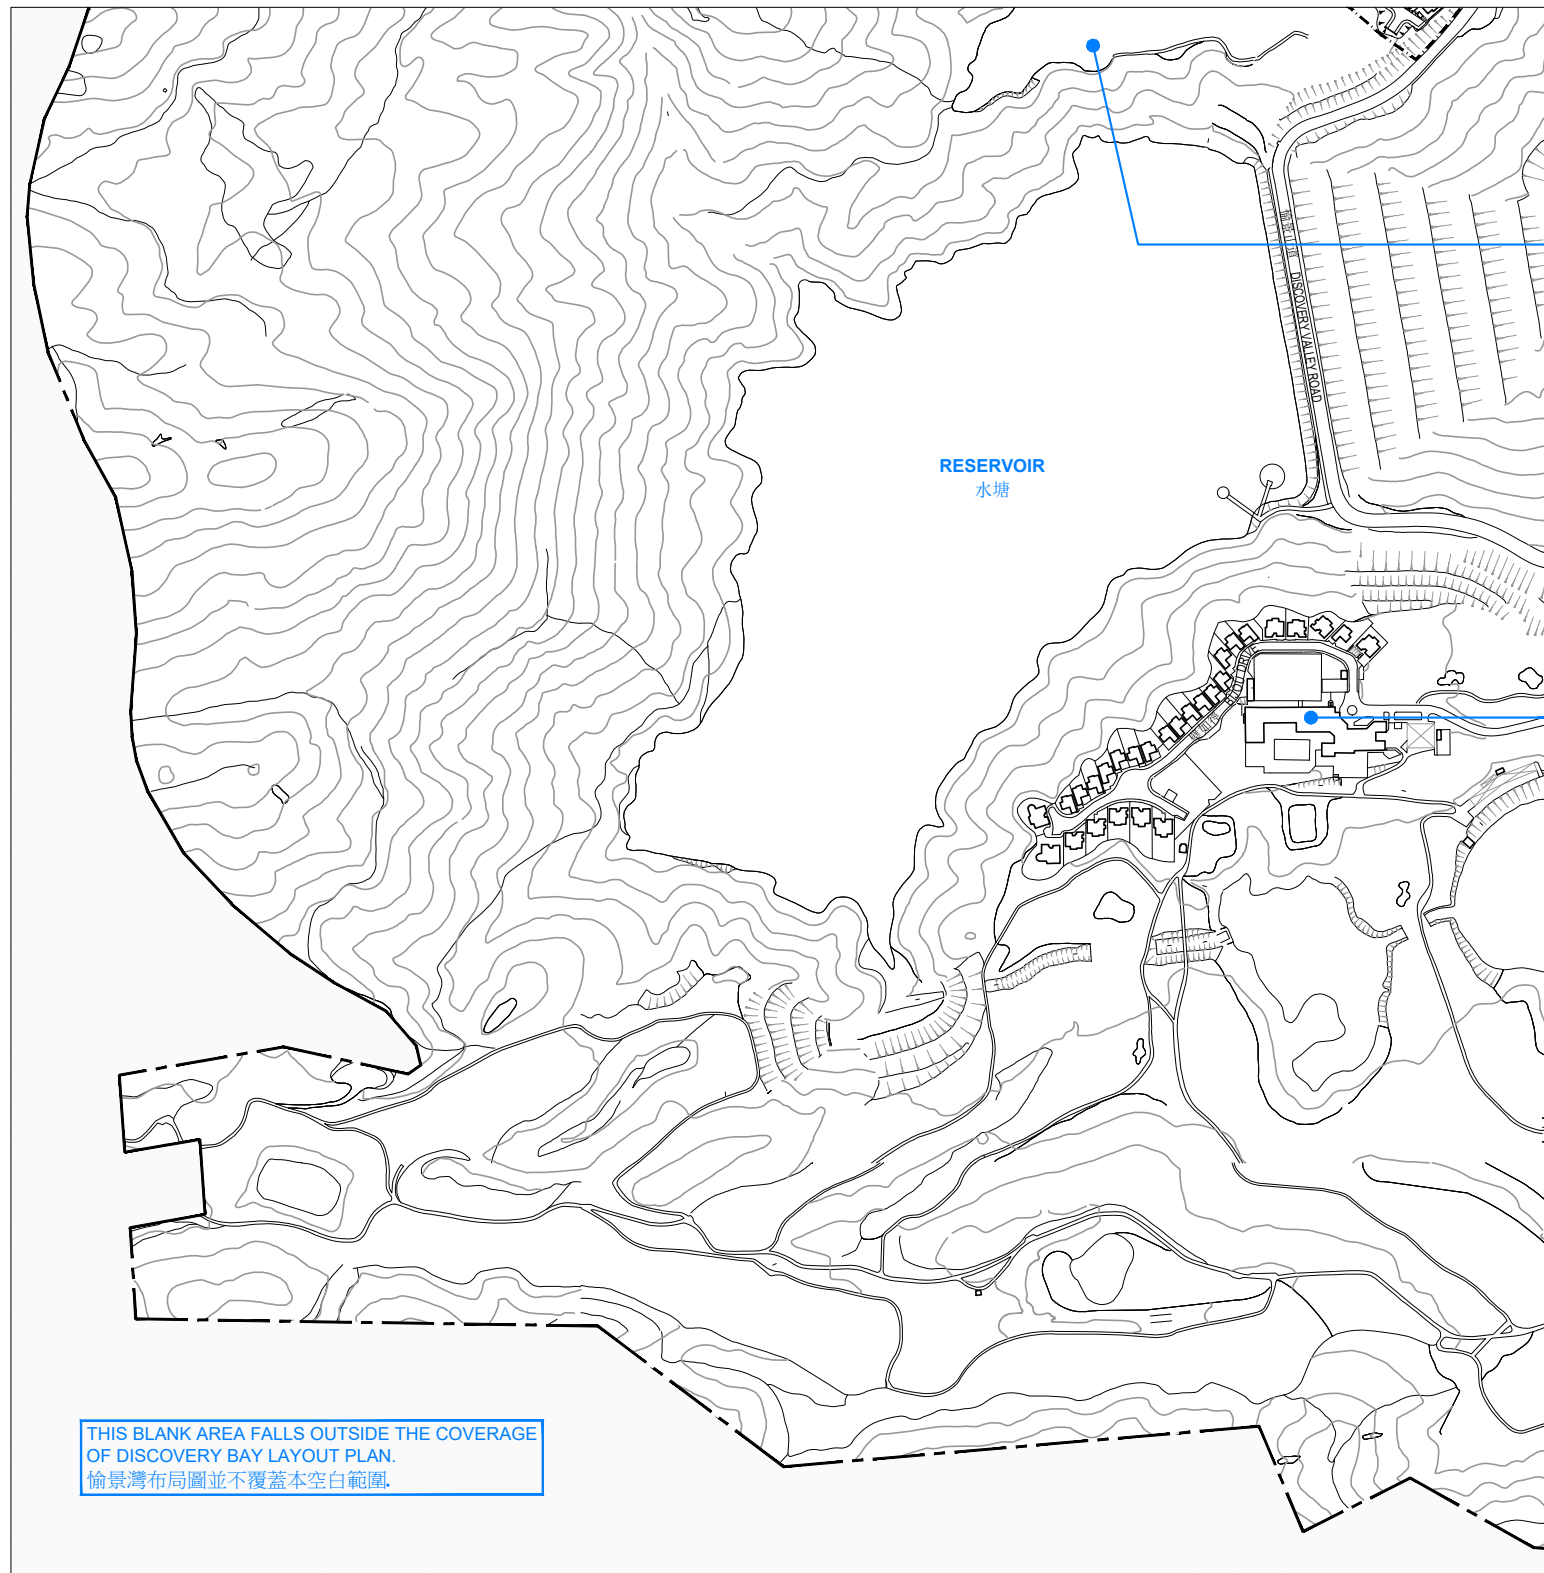 DISCOVERY VALLEY ROAD
RESERVOIR
水塘
DRIVE
THIS BLANK AREA FALLS OUTSIDE THE COVERAGE
OF DISCOVERY BAY LAYOUT PLAN.
愉景灣布局圖並不覆蓋本空白範圍.